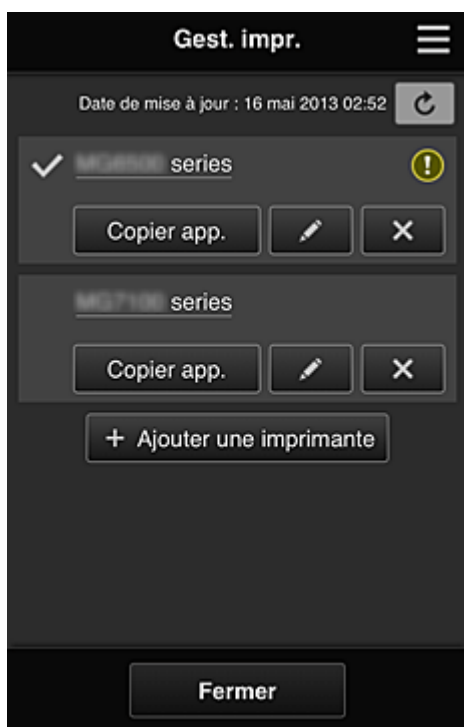 Gest. impr.
Date de mise à jour : 16 mai 2013 02:52
series
Copier app.
series
Copier app.
+ Ajouter une imprimante
Fermer